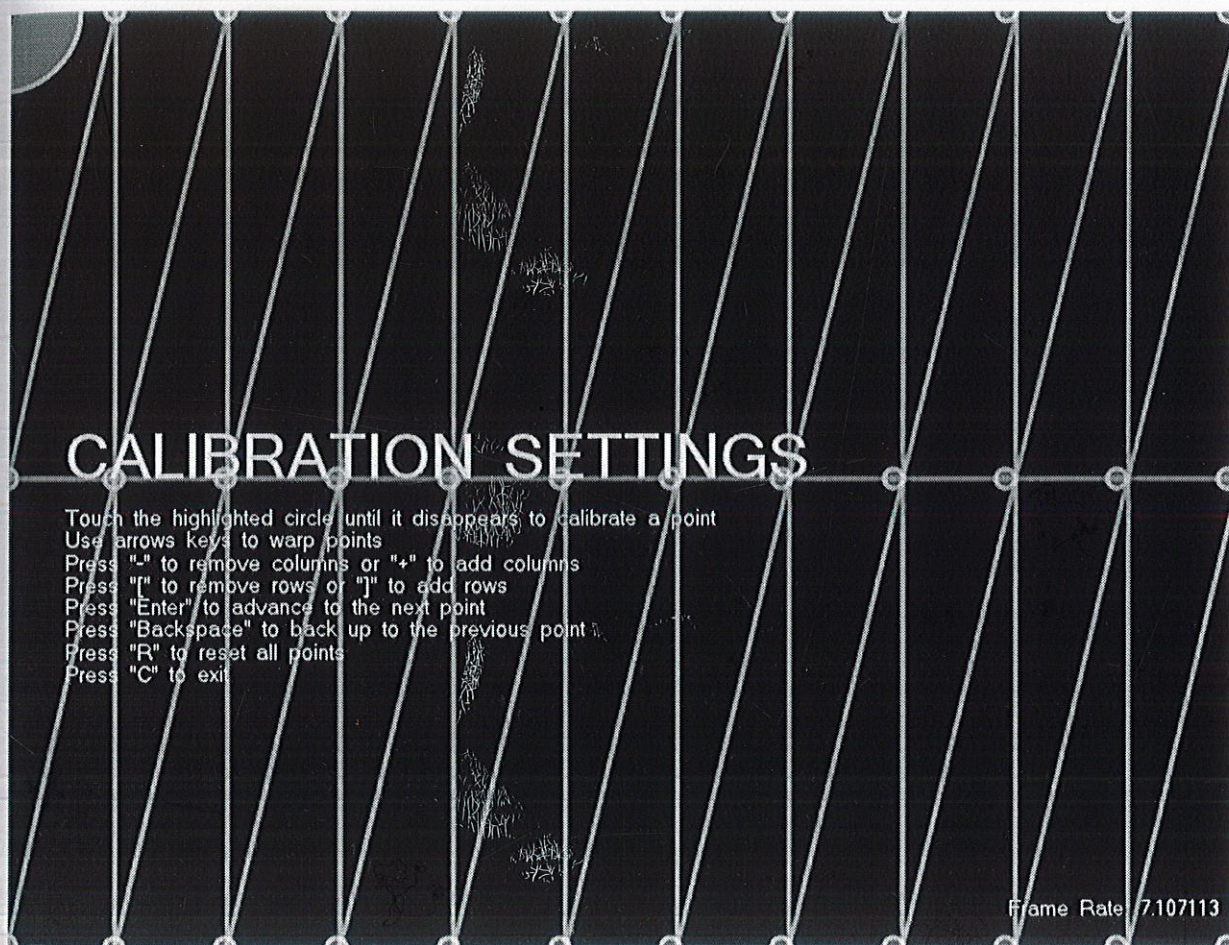 CALIBRATION SETTINGS
Touch the highlighted circle until it disappears to calibrate a point
Use arrows keys to warp points
Press "-" to remove columns or "+" to add columns
Press "[" to remove rows or "]" to add rows
Press "Enter" to advance to the next point
Press "Backspace" to back up to the previous point
Press "R" to reset all points
Press "C" to exit
Frame Rate: 7.107113